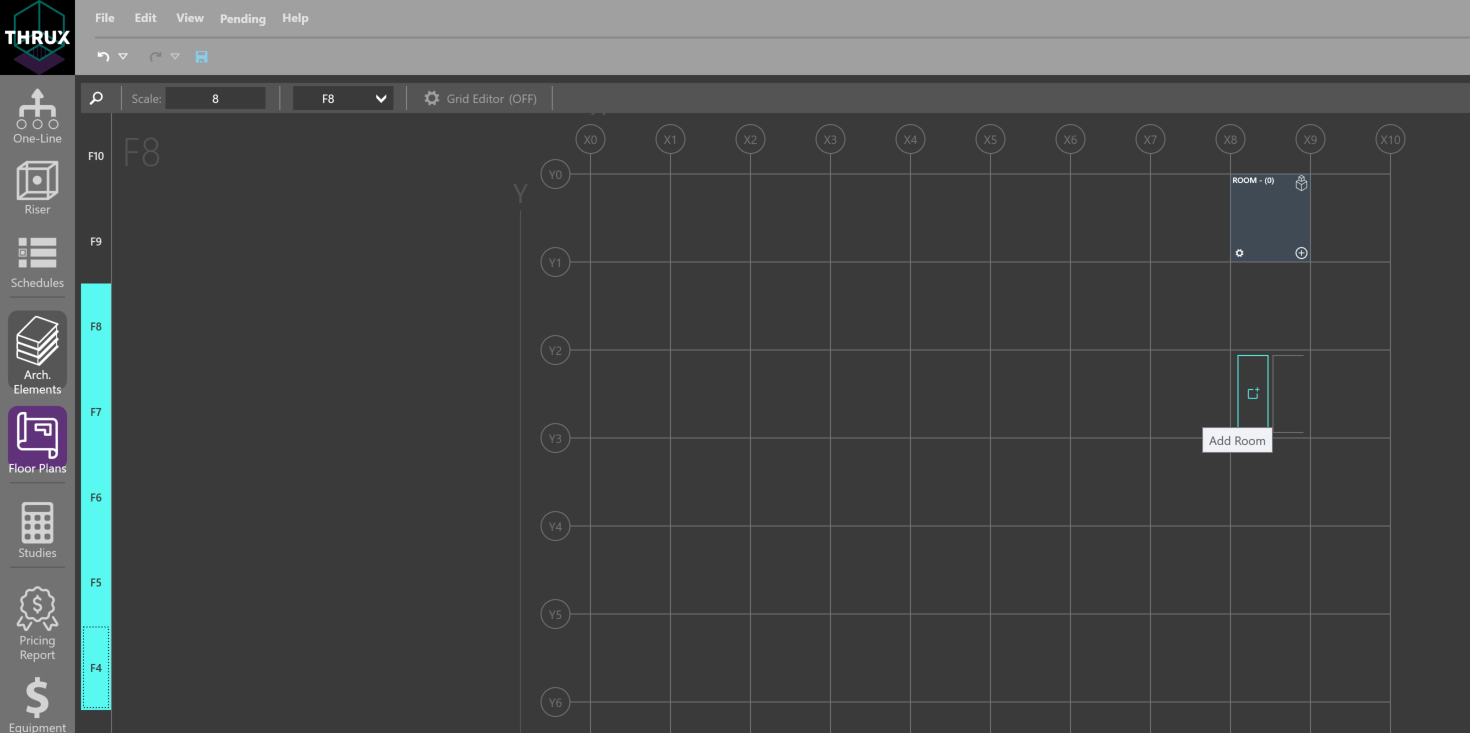 THRUX
File Edit View Pending Help
Scale: 8 F8 Grid Editor (OFF)
One-Line
Riser
Schedules
Arch.
Elements
Floor Plans
Studies
Pricing
Report
Equipment
F10
F9
F8
F7
F6
F5
F4
F8
X0 X1 X2 X3 X4 X5 X6 X7 X8 X9 X10
Y
Y0
Y1
Y2
Y3
Y4
Y5
Y6
ROOM - (0)
Add Room